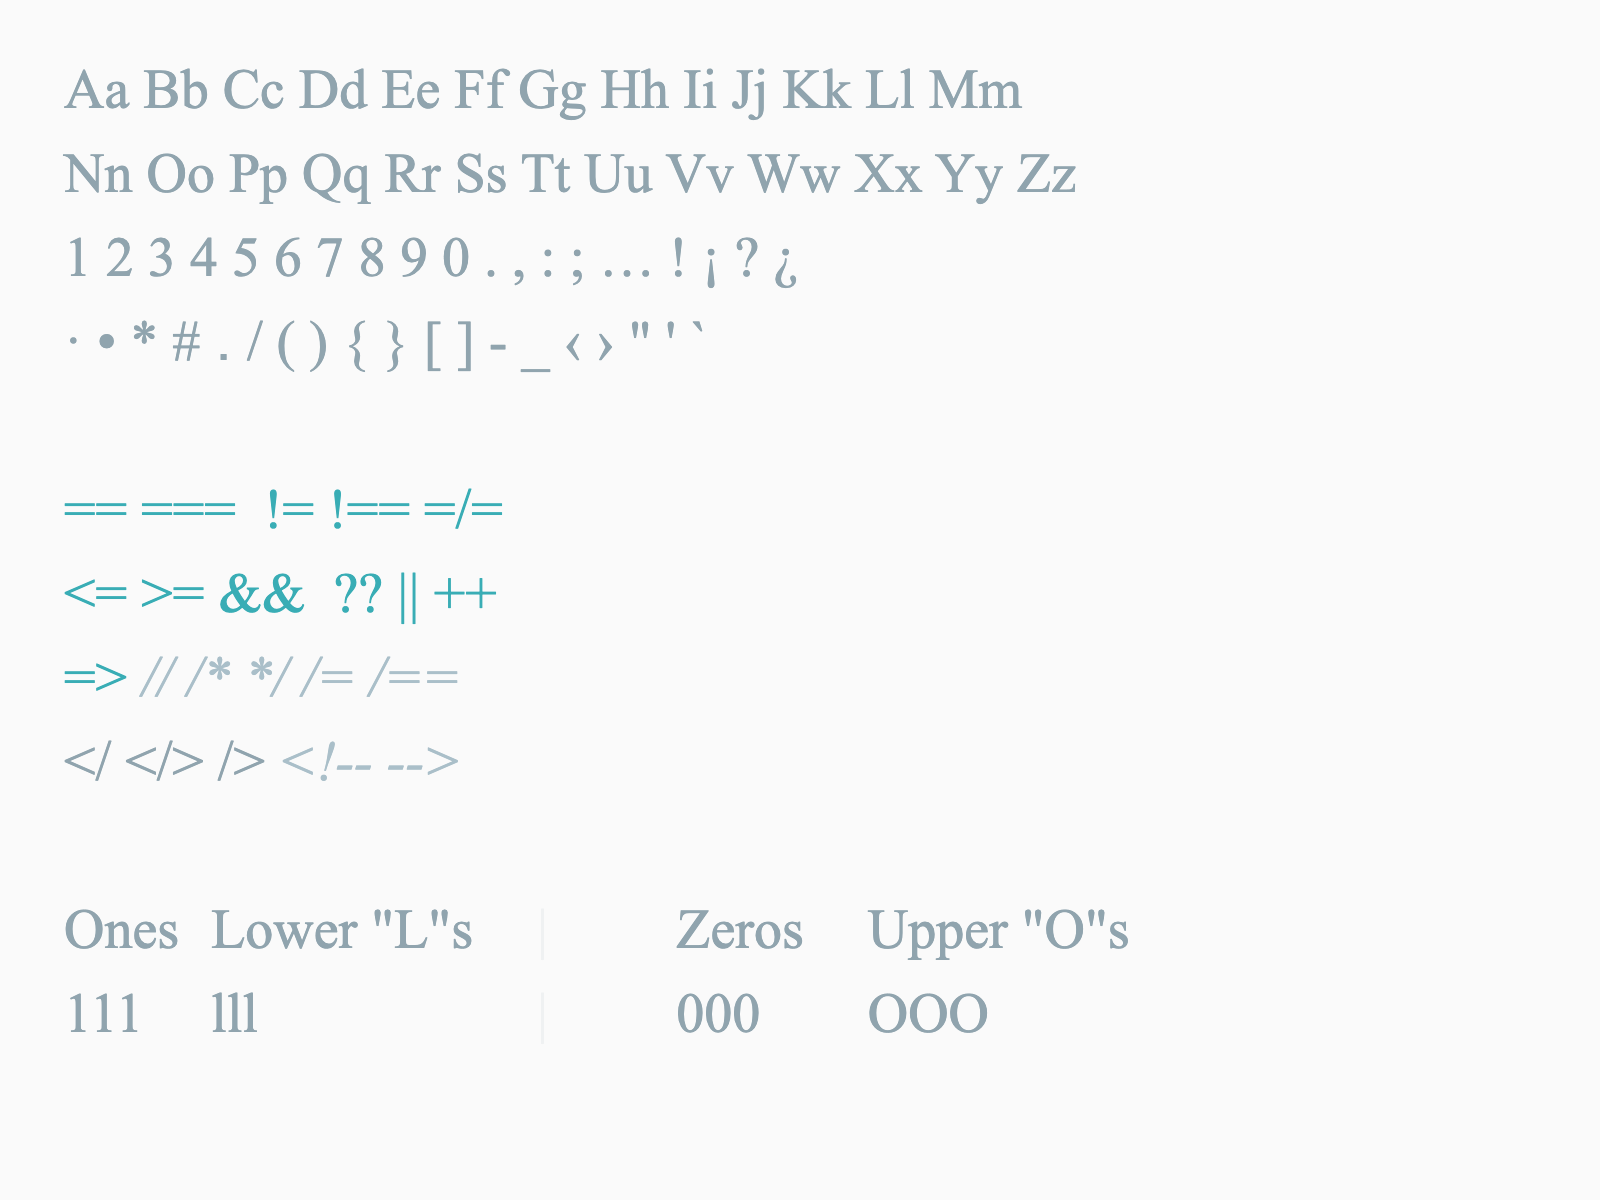 Aa Bb Cc Dd Ee Ff Gg Hh Ii Jj Kk Ll Mm
Nn Oo Pp Qq Rr Ss Tt Uu Vv Ww Xx Yy Zz
1 2 3 4 5 6 7 8 9 0 . , : ; … ! ¡ ? ¿
· • * # . / ( ) { } [ ] - _ ‹ › " ' `
== === != !== =/=
<= >= && ?? || ++
=> // /* */ /= /==
</ </> /> <!-- -->
Ones Lower "L"s | Zeros Upper "O"s
111 lll | 000 OOO